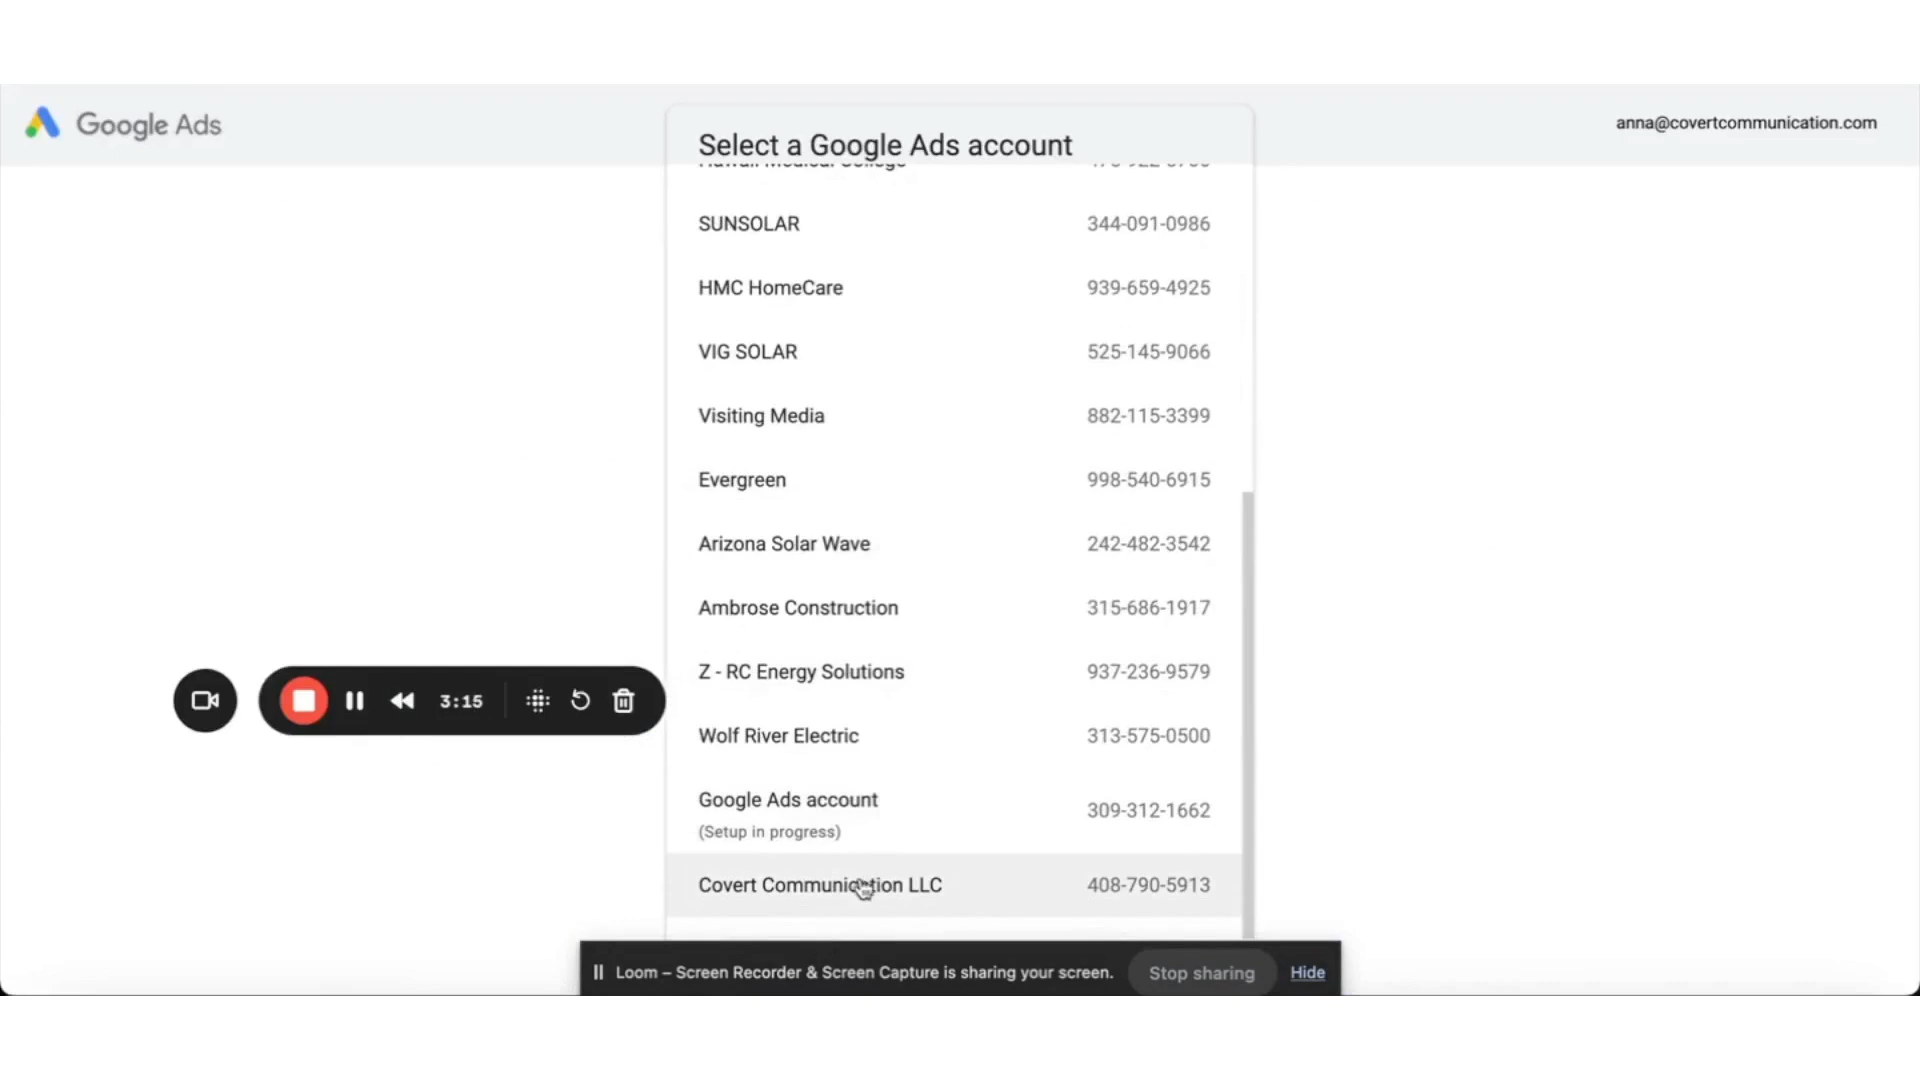 Google Ads
Select a Google Ads account
anna@covertcommunication.com
Hawaii Medical College
SUNSOLAR 344-091-0986
HMC HomeCare 939-659-4925
VIG SOLAR 525-145-9066
Visiting Media 882-115-3399
Evergreen 998-540-6915
Arizona Solar Wave 242-482-3542
Ambrose Construction 315-686-1917
Z - RC Energy Solutions 937-236-9579
3:15
Wolf River Electric 313-575-0500
Google Ads account 309-312-1662
(Setup in progress)
Covert Communication LLC 408-790-5913
Loom – Screen Recorder & Screen Capture is sharing your screen. Stop sharing Hide